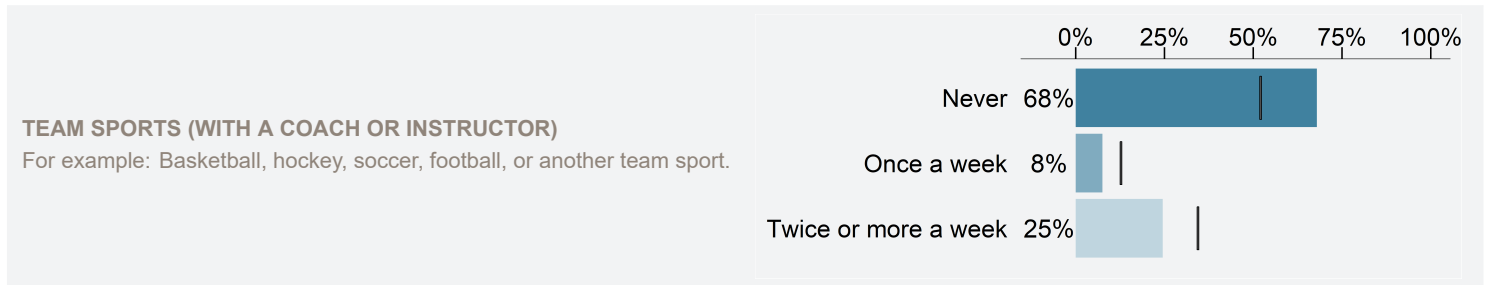 TEAM SPORTS (WITH A COACH OR INSTRUCTOR)
For example: Basketball, hockey, soccer, football, or another team sport.
0% 25% 50% 75% 100%
Never 68%
Once a week 8%
Twice or more a week 25%